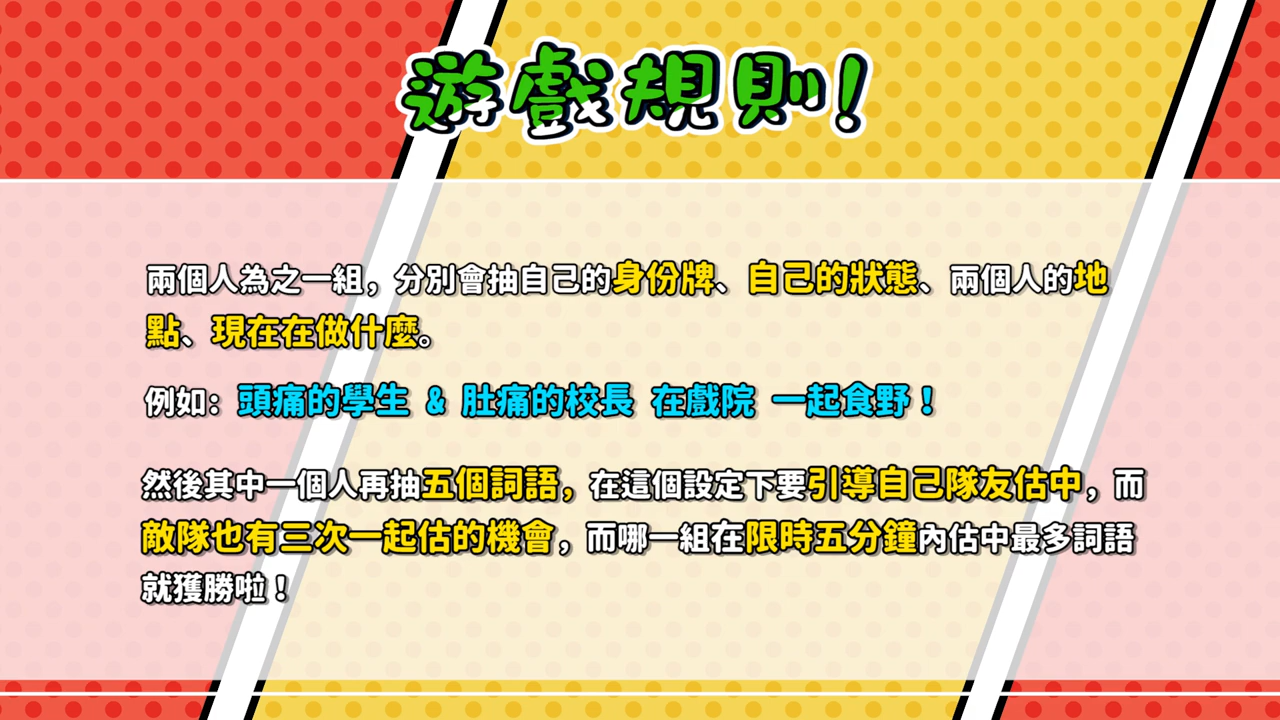 遊戲規則!
兩個人為之一組，分別會抽自己的身份牌、自己的狀態、兩個人的地
點、現在在做什麼。
例如：頭痛的學生 & 肚痛的校長 在戲院 一起食野！
然後其中一個人再抽五個詞語，在這個設定下要引導自己隊友估中，而
敵隊也有三次一起估的機會，而哪一組在限時五分鐘內估中最多詞語
就獲勝啦！